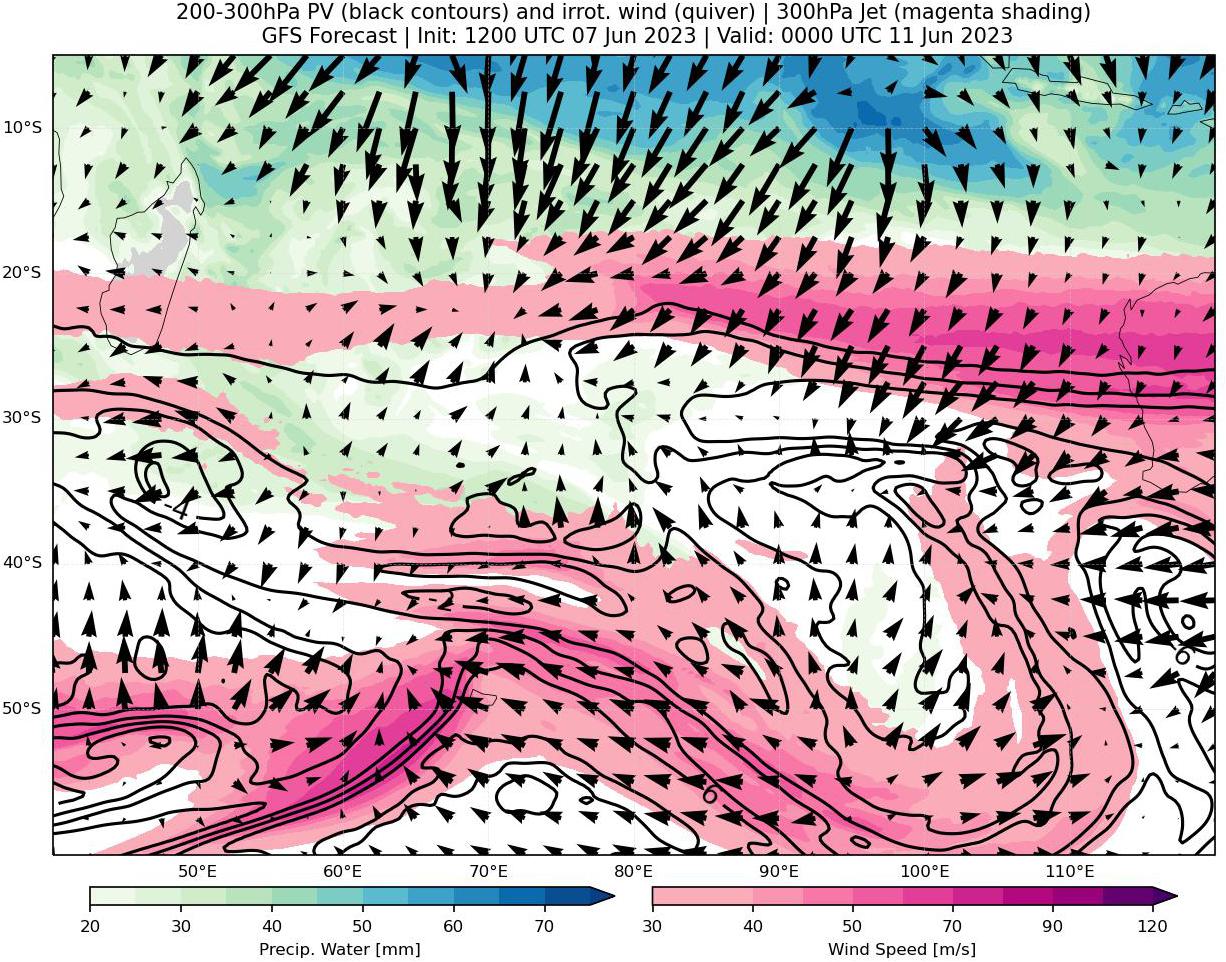 200-300hPa PV (black contours) and irrot. wind (quiver) | 300hPa Jet (magenta shading)
GFS Forecast | Init: 1200 UTC 07 Jun 2023 | Valid: 0000 UTC 11 Jun 2023
10°S
20°S
30°S
-4
40°S
-2
50°S
50°E 60°E 70°E 80°E 90°E 100°E 110°E
20 30 40 50 60 70
30 40 50 70 90 120
Precip. Water [mm]
Wind Speed [m/s]